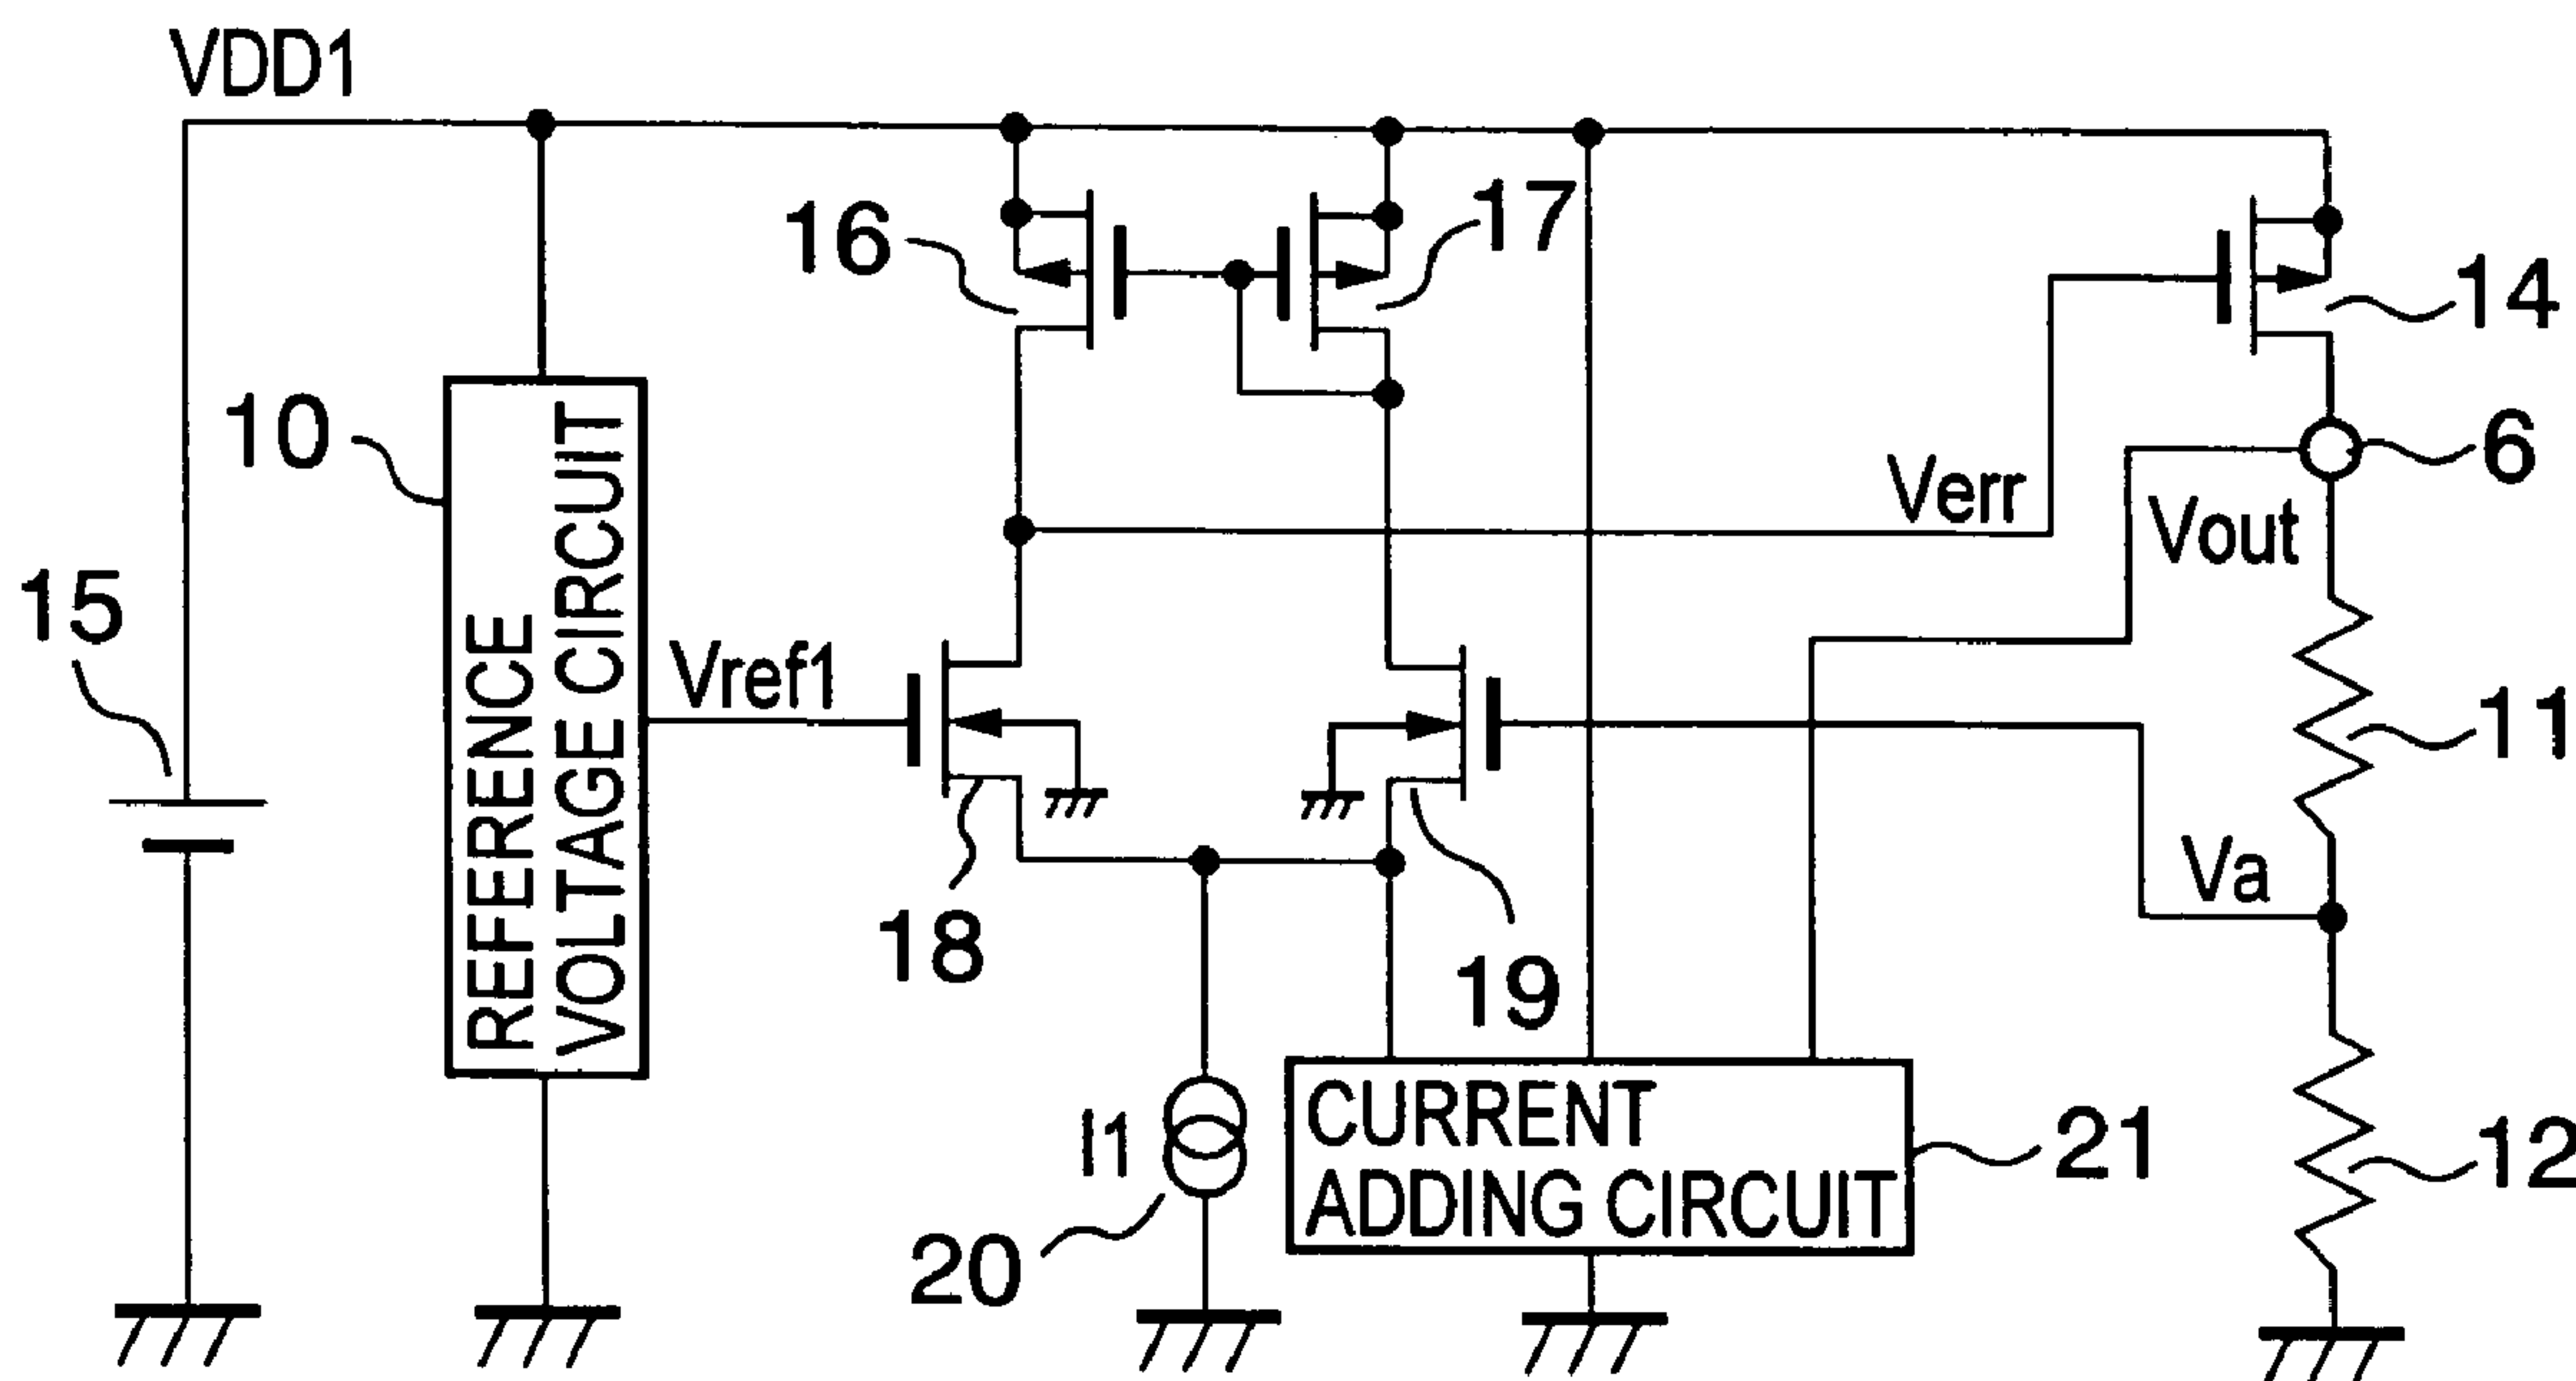 VDD1
16
17
14
10
6
Verr
Vout
15
REFERENCE
VOLTAGE CIRCUIT
Vref1
11
Va
18
19
I1
CURRENT
ADDING CIRCUIT
21
12
20